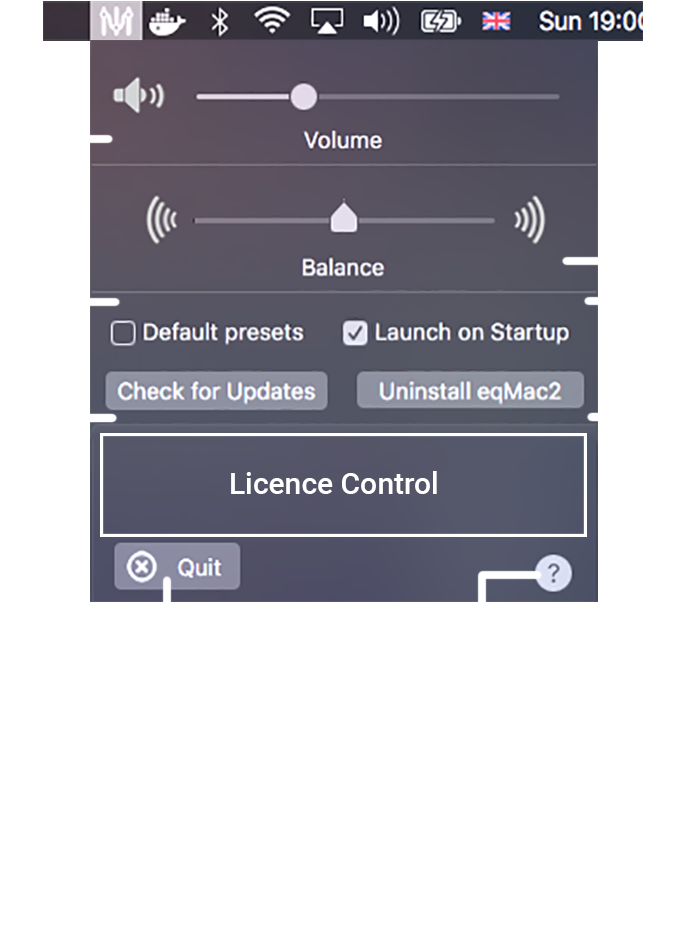 Sun 19:00
Volume
Balance
Default presets
Launch on Startup
Check for Updates
Uninstall eqMac2
Licence Control
Quit
?